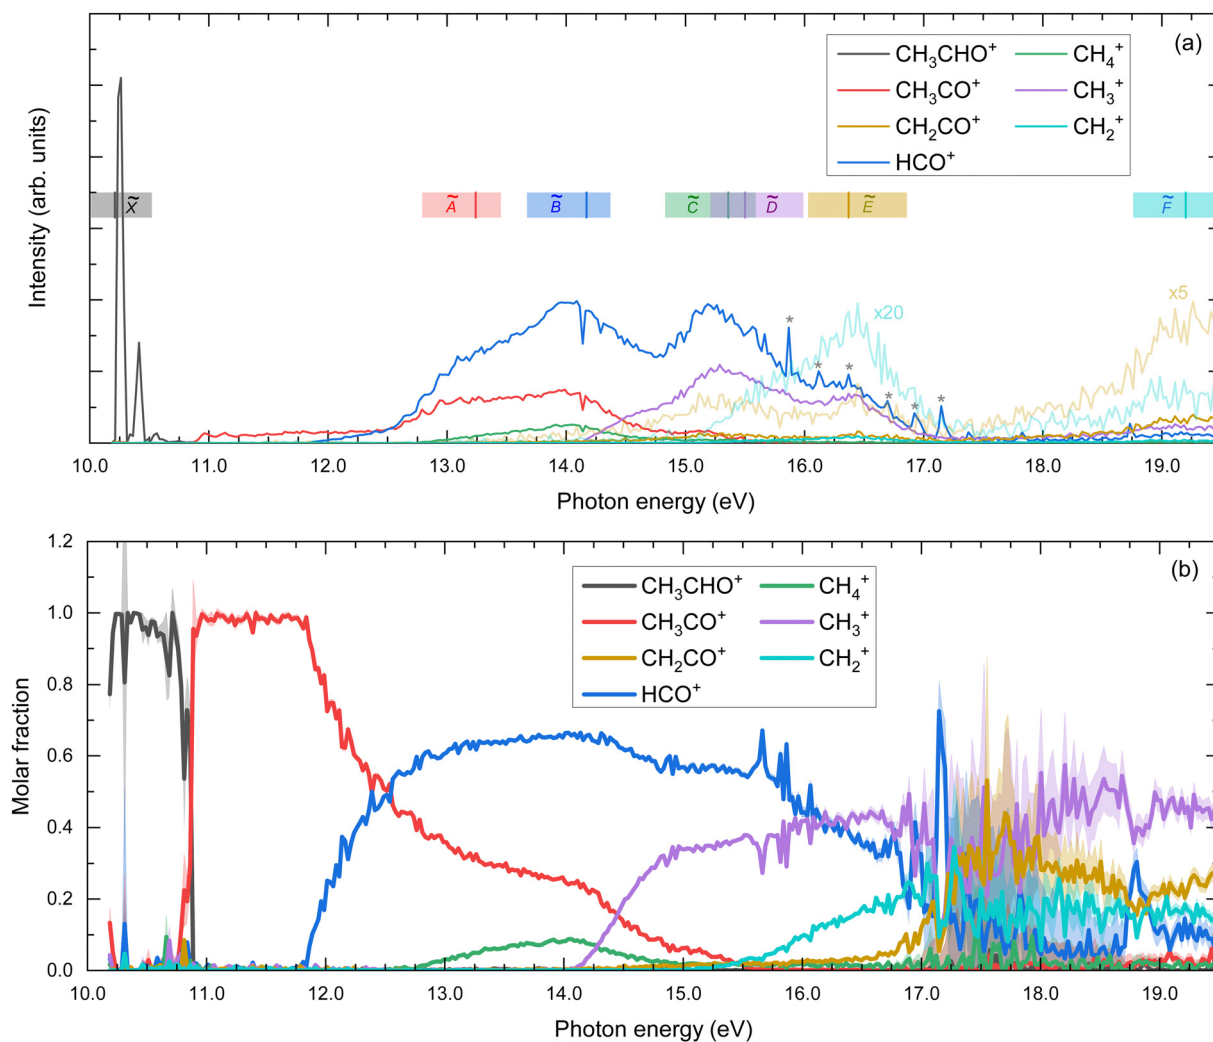 (a)
CH₃CHO⁺ CH₄⁺
CH₃CO⁺ CH₃⁺
CH₂CO⁺ CH₂⁺
HCO⁺
Intensity (arb. units)
X̃ Ã B̃ C̃ D̃ Ẽ F̃
x20
x5
* * * * * *
10.0 11.0 12.0 13.0 14.0 15.0 16.0 17.0 18.0 19.0
Photon energy (eV)
(b)
CH₃CHO⁺ CH₄⁺
CH₃CO⁺ CH₃⁺
CH₂CO⁺ CH₂⁺
HCO⁺
Molar fraction
1.2
1.0
0.8
0.6
0.4
0.2
0.0
10.0 11.0 12.0 13.0 14.0 15.0 16.0 17.0 18.0 19.0
Photon energy (eV)